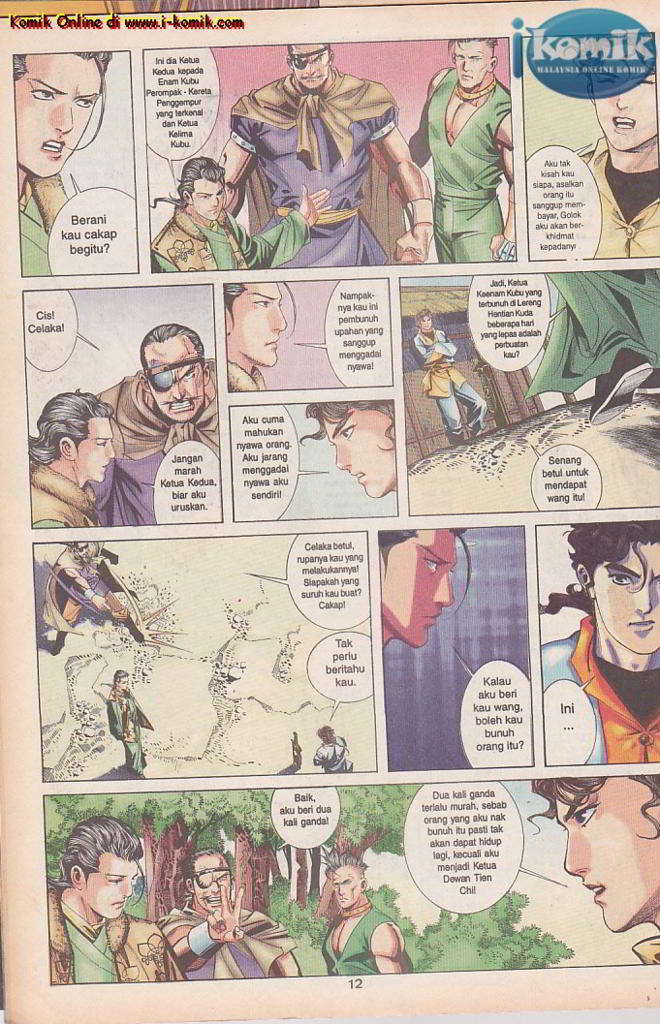 Komik Online di www.i-komik.com
ikomik
MALAYSIA ONLINE KOMIK
Berani
kau cakap
begitu?
Ini dia Ketua
Kedua kepada
Enam Kubu
Perompak - Kereta
Penggempur
yang terkenal
dan Ketua
Kelima
Kubu.
Aku tak
kisah kau
siapa, asalkan
orang itu
sanggup mem-
bayar, Golok
aku akan ber-
khidmat
kepadanya.
Cis!
Celaka!
Jangan
marah
Ketua Kedua,
biar aku
uruskan.
Nampak-
nya kau ini
pembunuh
upahan yang
sanggup
menggadai
nyawa!
Aku cuma
mahukan
nyawa orang.
Aku jarang
menggadai
nyawa aku
sendiri!
Jadi, Ketua
Keenam Kubu yang
terbunuh di Lereng
Hentian Kuda
beberapa hari
yang lepas adalah
perbuatan
kau?
Senang
betul untuk
mendapat
wang itu!
Celaka betul,
rupanya kau yang
melakukannya!
Siapakah yang
suruh kau buat?
Cakap!
Tak
perlu
beritahu
kau.
Kalau
aku beri
kau wang,
boleh kau
bunuh
orang itu?
Ini
...
Baik,
aku beri dua
kali ganda!
Dua kali ganda
terlalu murah, sebab
orang yang aku nak
bunuh itu pasti tak
akan dapat hidup
lagi, kecuali aku
menjadi Ketua
Dewan Tien
Chi!
12